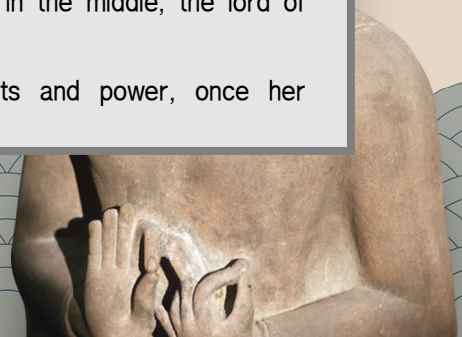 in the middle, the lord of
ts and power, once her